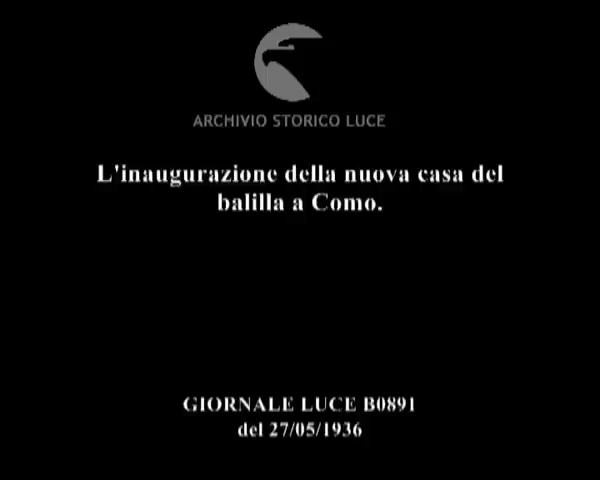 ARCHIVIO STORICO LUCE
L'inaugurazione della nuova casa del
balilla a Como.
GIORNALE LUCE B0891
del 27/05/1936